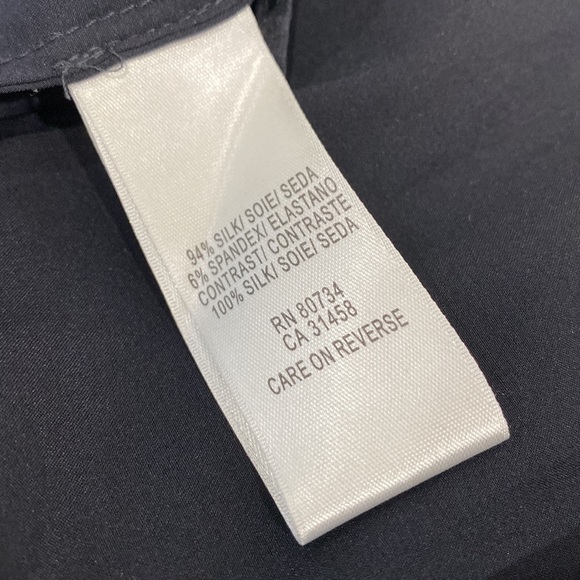 94% SILK/ SOIE/ SEDA
6% SPANDEX/ ELASTANO
CONTRAST/ CONTRASTE
100% SILK/ SOIE/ SEDA
RN 80734
CA 31458
CARE ON REVERSE